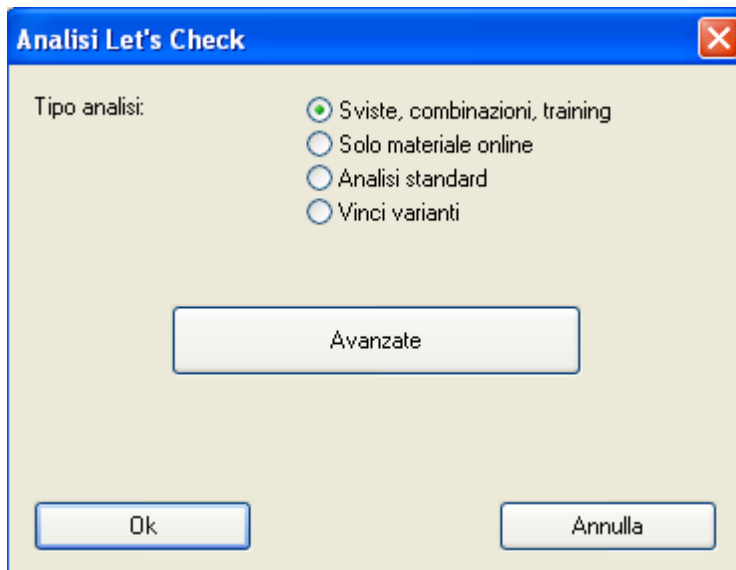 Analisi Let's Check
Tipo analisi:
Sviste, combinazioni, training
Solo materiale online
Analisi standard
Vinci varianti
Avanzate
Ok
Annulla